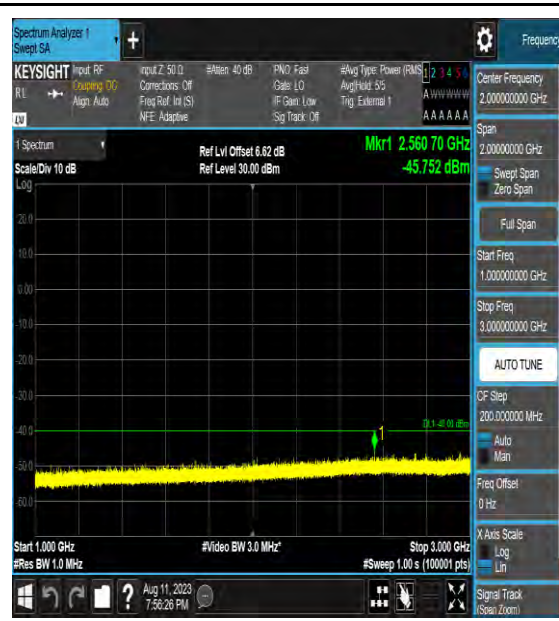 Spectrum Analyzer 1
Swept SA
+
Frequency
KEYSIGHT
RL
Input: RF
Coupling: DC
Align: Auto
Input Z: 50 Ω
Corrections: Off
Freq Ref: Int (S)
NFE: Adaptive
#Atten: 40 dB
PNO: Fast
Gate: LO
IF Gain: Low
Sig Track: Off
#Avg Type: Power (RMS
Avg|Hold: 5/5
Trig: External 1
1 2 3 4 5 6
A W W W W W
A A A A A A
1 Spectrum
Scale/Div 10 dB
Log
Ref Lvl Offset 6.62 dB
Ref Level 30.00 dBm
Mkr1 2.560 70 GHz
-45.752 dBm
20.0
10.0
0.00
-10.0
-20.0
-30.0
-40.0
-50.0
-60.0
1
Start 1.000 GHz
#Res BW 1.0 MHz
#Video BW 3.0 MHz*
Stop 3.000 GHz
#Sweep 1.00 s (100001 pts)
Center Frequency
2.000000000 GHz
Span
2.00000000 GHz
Swept Span
Zero Span
Full Span
Start Freq
1.000000000 GHz
Stop Freq
3.000000000 GHz
AUTO TUNE
CF Step
200.000000 MHz
Auto
Man
Freq Offset
0 Hz
X Axis Scale
Log
Lin
Signal Track
(Span Zoom)
?
Aug 11, 2023
7:56:26 PM